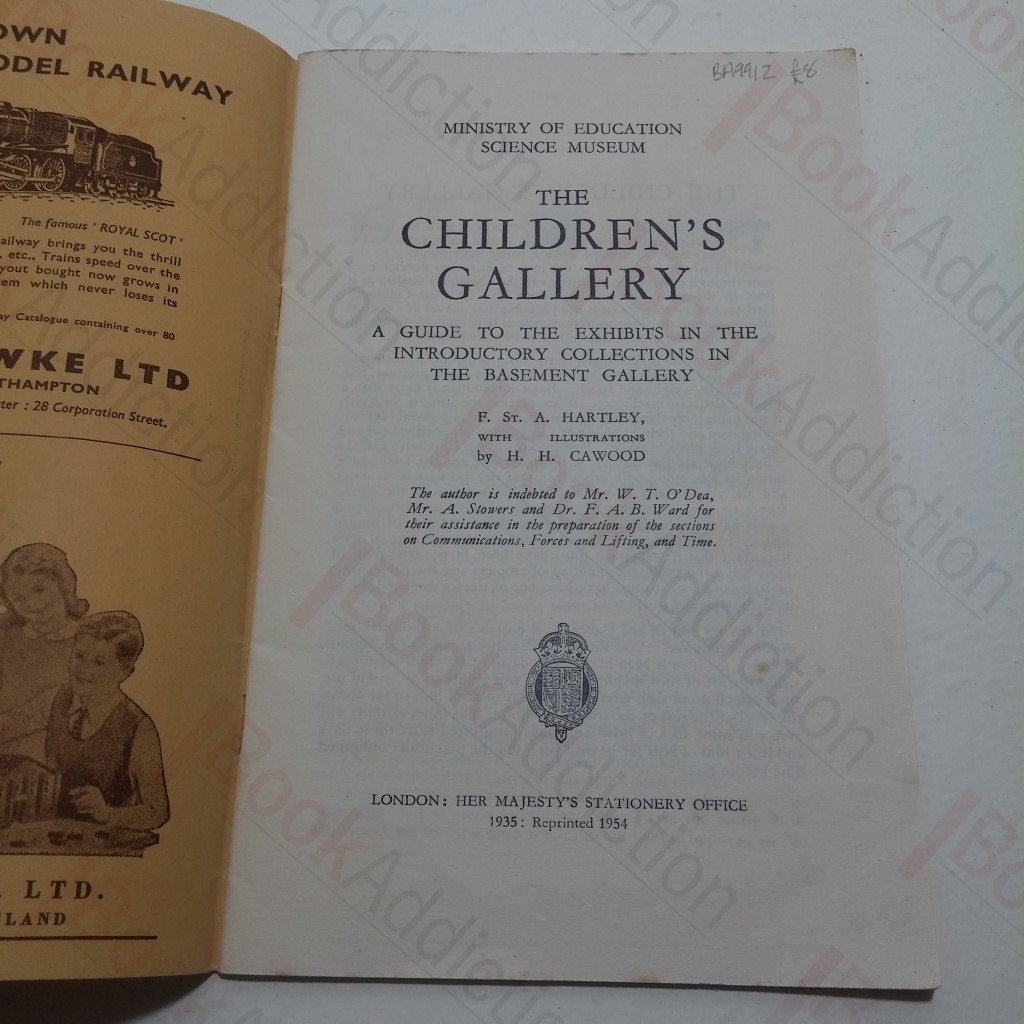 OWN
ODEL RAILWAY
The famous ' ROYAL SCOT '
ailway brings you the thrill
, etc., Trains speed over the
yout bought now grows in
em which never loses its
ay Catalogue containing over 80
WKE LTD
THAMPTON
ter : 28 Corporation Street.
. LTD.
LAND
BA9912 £8
MINISTRY OF EDUCATION
SCIENCE MUSEUM
THE
CHILDREN'S
GALLERY
A GUIDE TO THE EXHIBITS IN THE
INTRODUCTORY COLLECTIONS IN
THE BASEMENT GALLERY
F. St. A. HARTLEY,
WITH ILLUSTRATIONS
by H. H. CAWOOD
The author is indebted to Mr. W. T. O'Dea,
Mr. A. Stowers and Dr. F. A. B. Ward for
their assistance in the preparation of the sections
on Communications, Forces and Lifting, and Time.
LONDON: HER MAJESTY'S STATIONERY OFFICE
1935: Reprinted 1954
BookAddiction